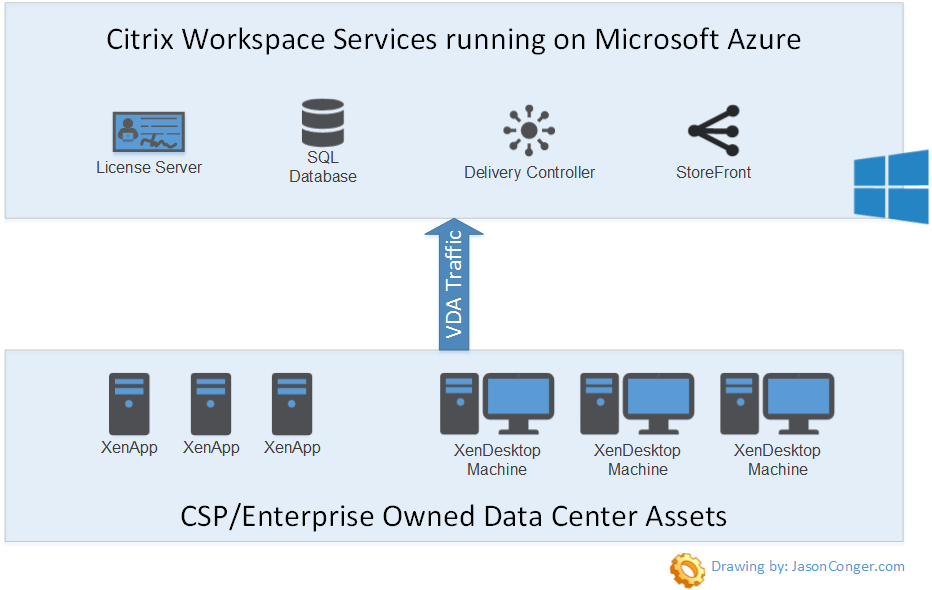 Citrix Workspace Services running on Microsoft Azure
License Server
SQL
Database
Delivery Controller
StoreFront
VDA Traffic
XenApp
XenApp
XenApp
XenDesktop
Machine
XenDesktop
Machine
XenDesktop
Machine
CSP/Enterprise Owned Data Center Assets
Drawing by: JasonConger.com